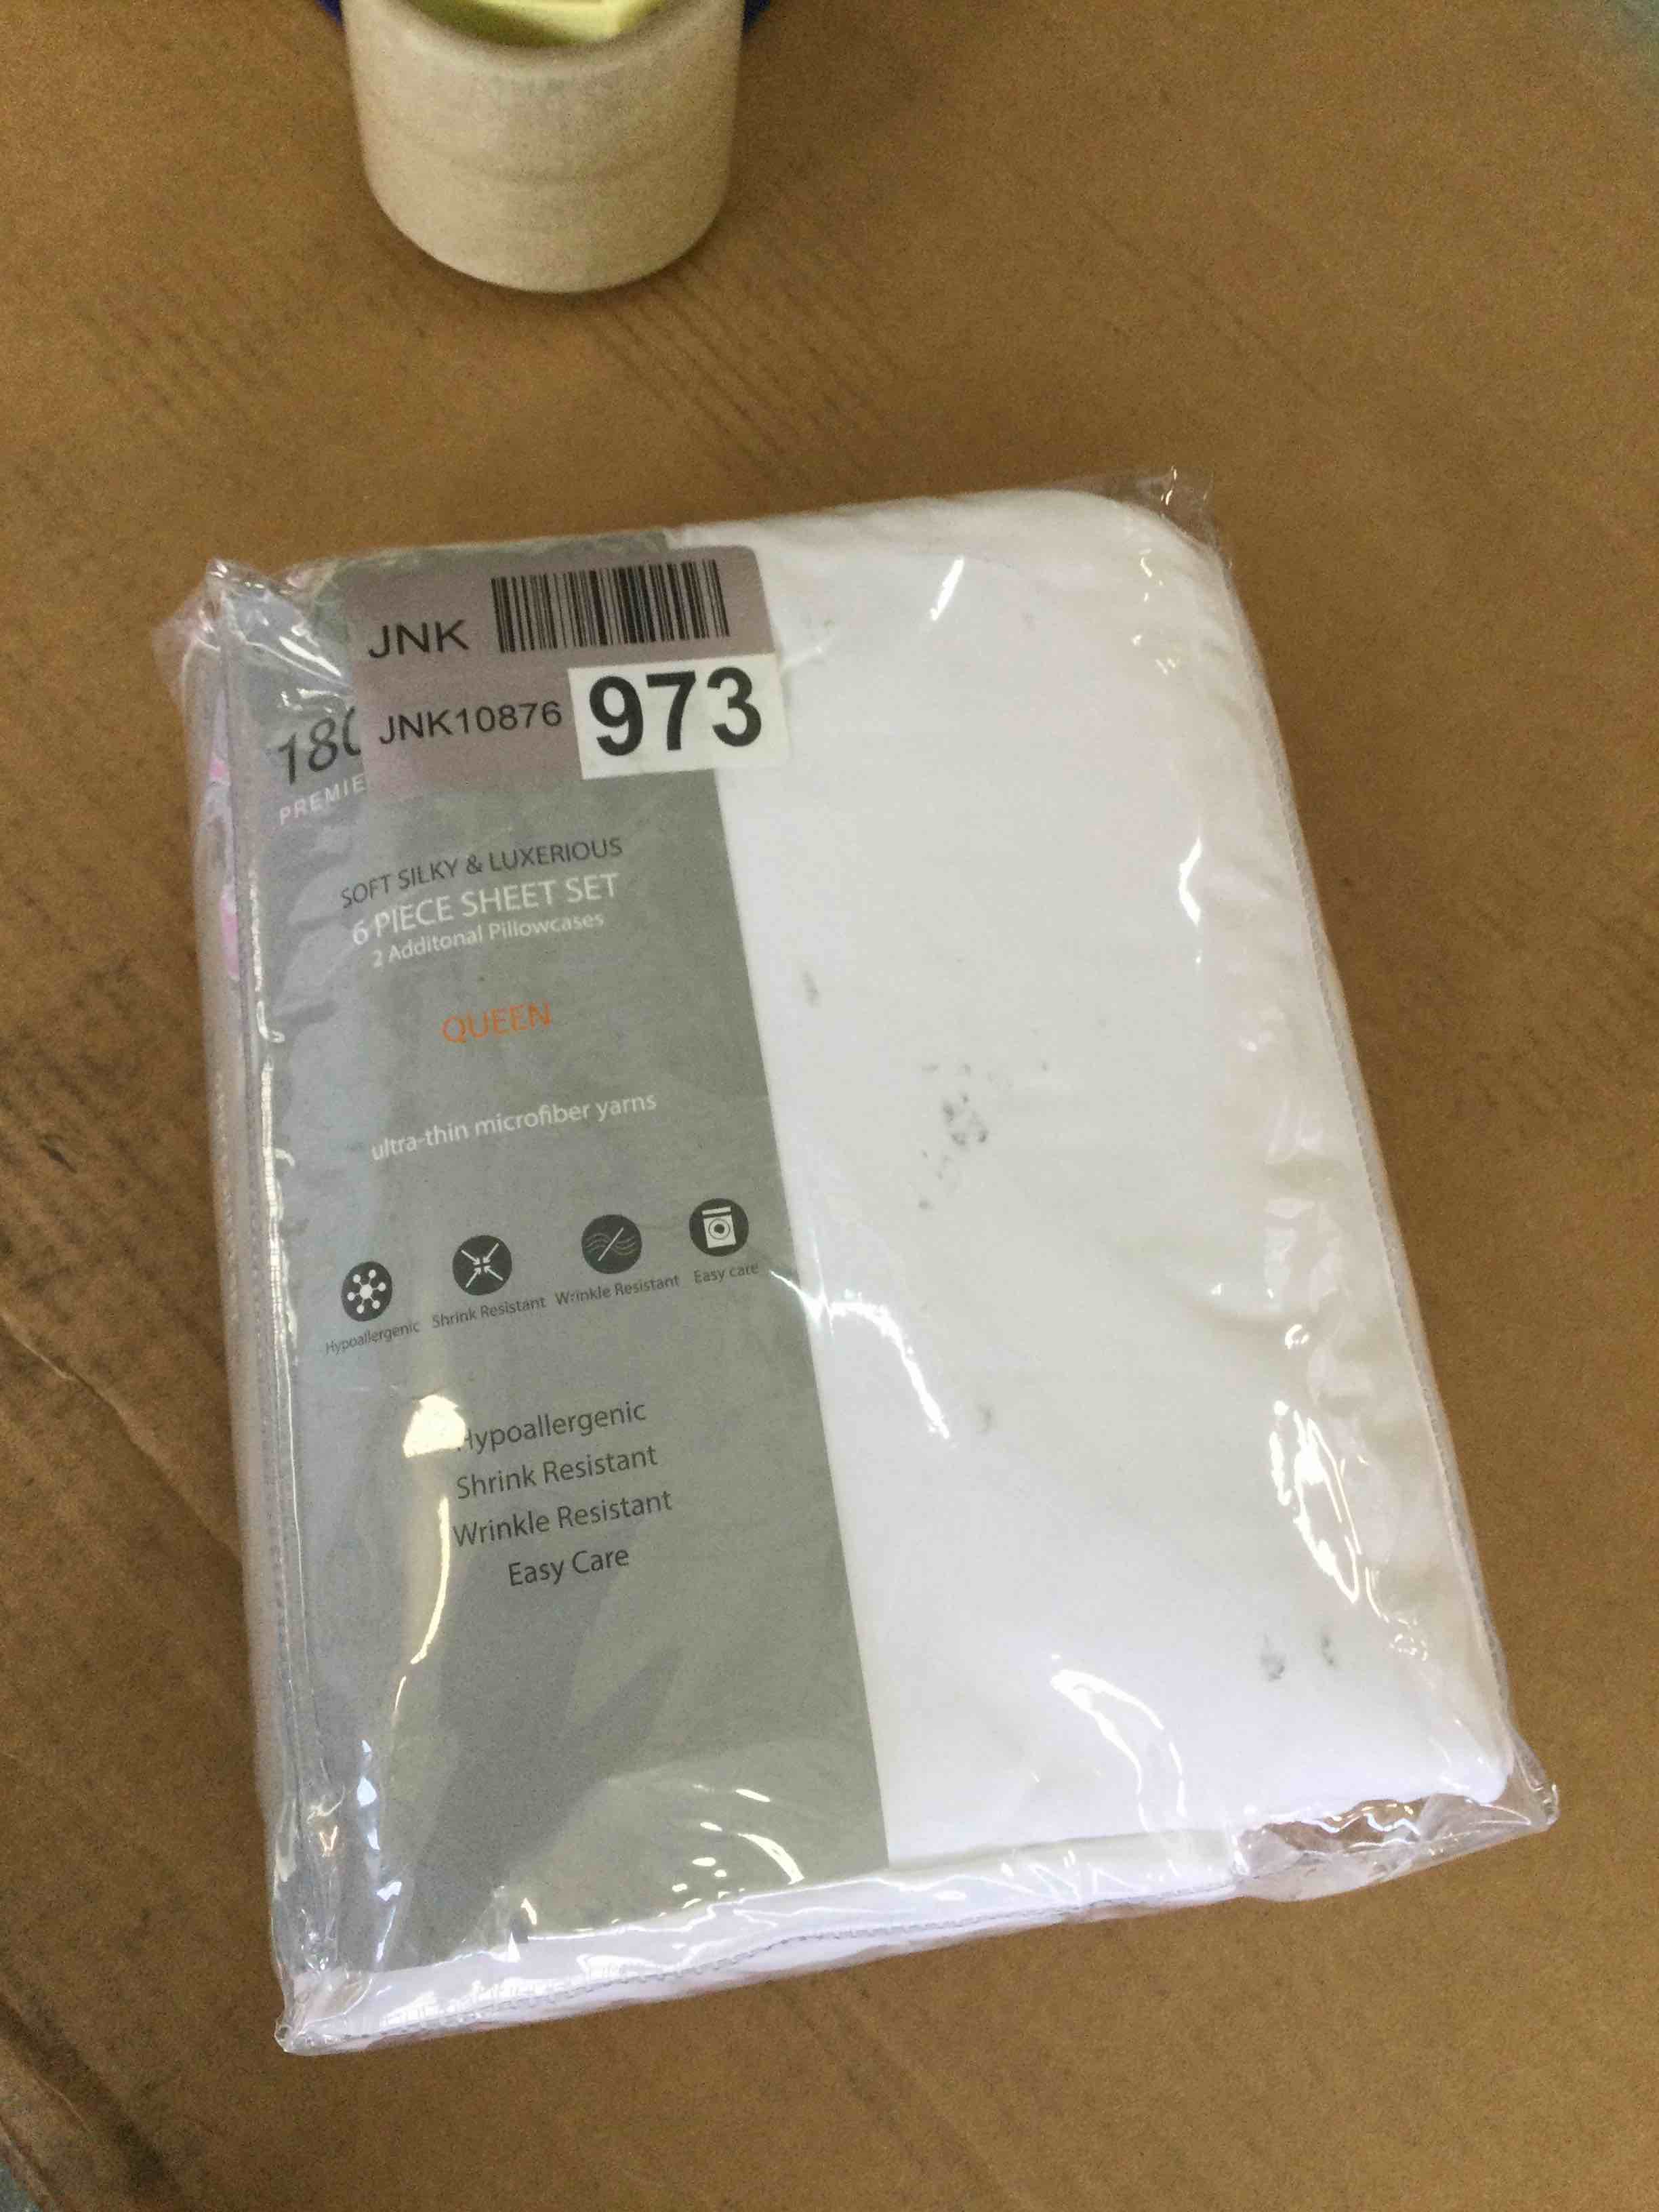 JNK
JNK10876
973
180
PREMIE
SOFT SILKY & LUXERIOUS
6 PIECE SHEET SET
2 Additonal Pillowcases
QUEEN
ultra-thin microfiber yarns
Hypoallergenic Shrink Resistant Wrinkle Resistant Easy care
Hypoallergenic
Shrink Resistant
Wrinkle Resistant
Easy Care